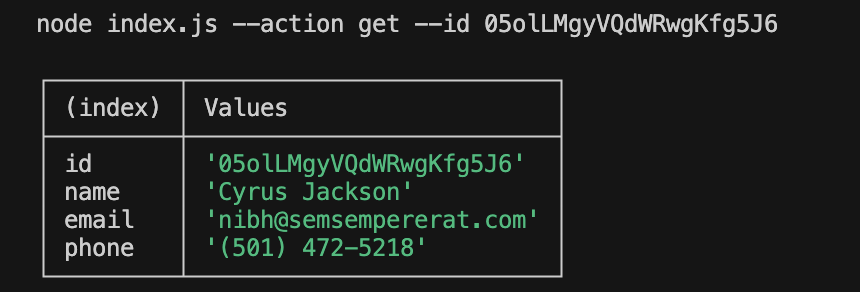 node index.js --action get --id 05olLMgyVQdWRwgKfg5J6
(index) Values
id '05olLMgyVQdWRwgKfg5J6'
name 'Cyrus Jackson'
email 'nibh@semsempererat.com'
phone '(501) 472-5218'